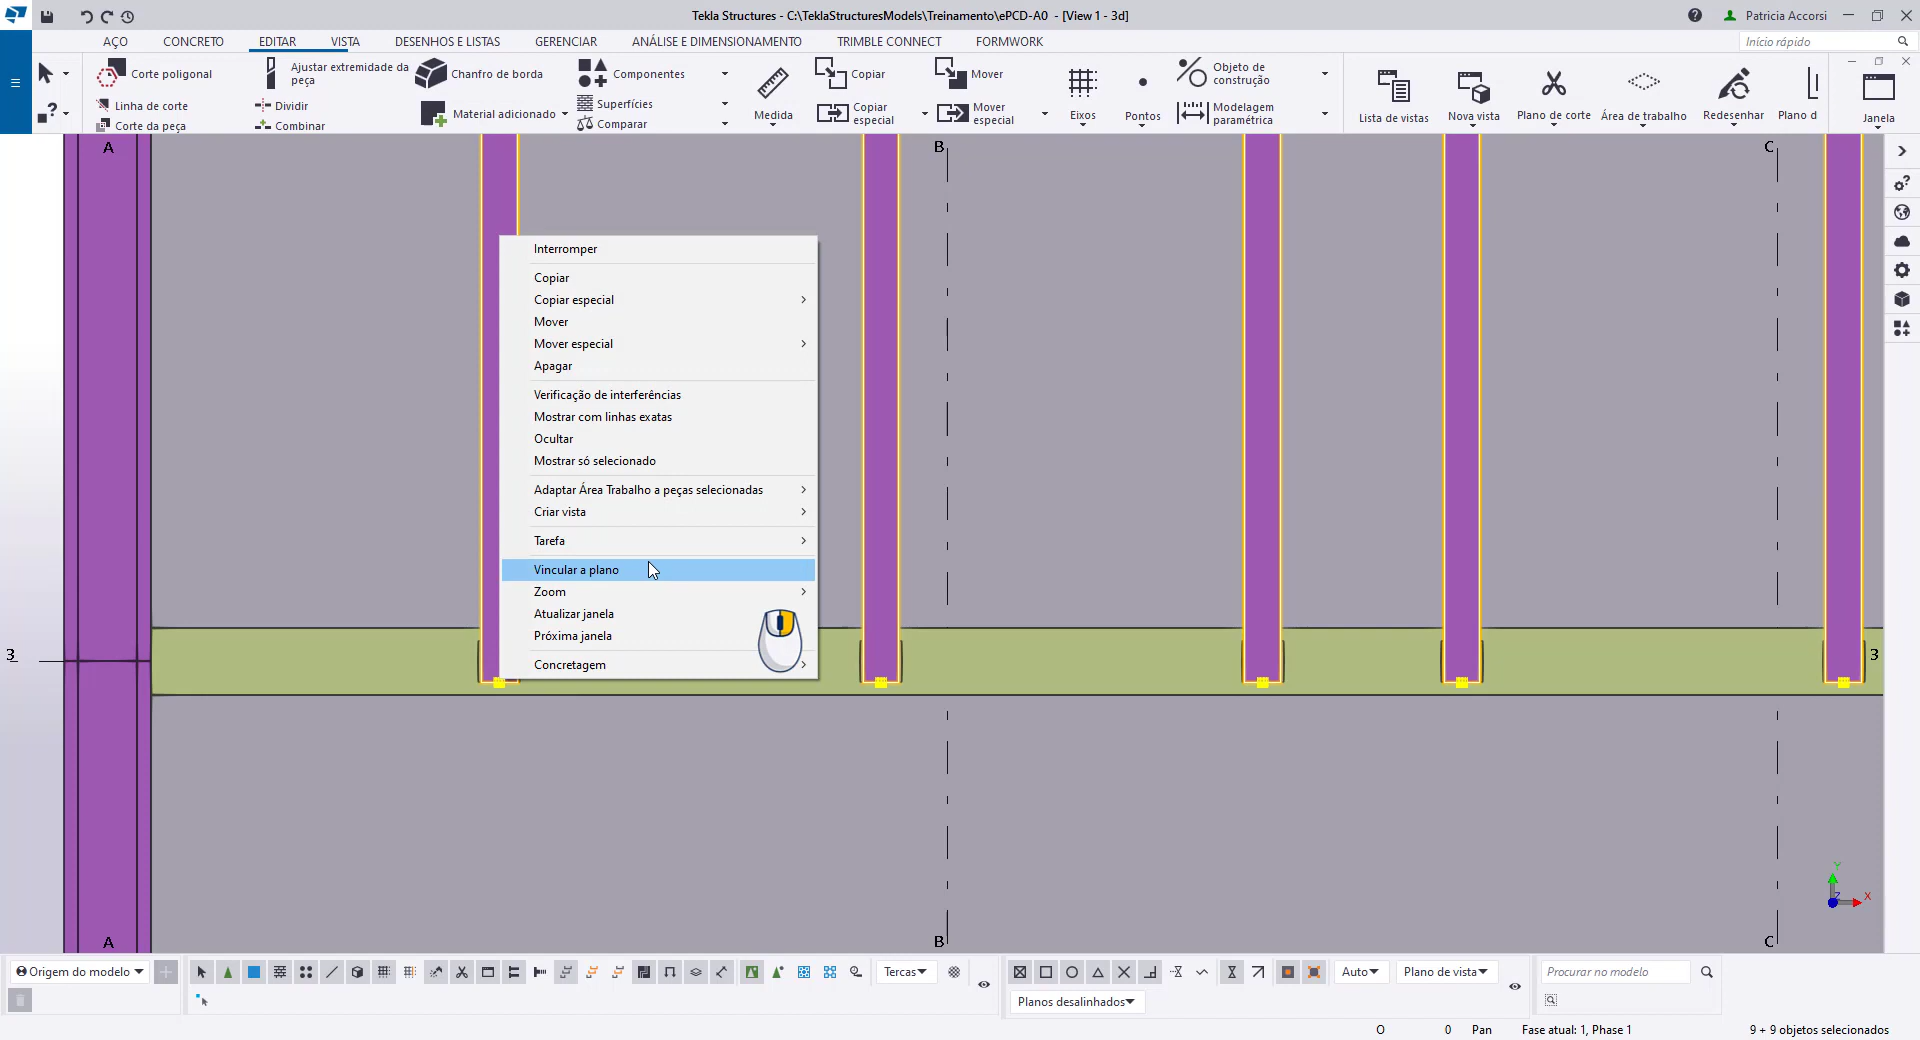 Tekla Structures - C:\TeklaStructuresModels\Treinamento\ePCD-A0 - [View 1 - 3d]
Patricia Accorsi
AÇO
CONCRETO
EDITAR
VISTA
DESENHOS E LISTAS
GERENCIAR
ANÁLISE E DIMENSIONAMENTO
TRIMBLE CONNECT
FORMWORK
Início rápido
Corte poligonal
Linha de corte
Corte da peça
Ajustar extremidade da
peça
Dividir
Combinar
Chanfro de borda
Material adicionado
Componentes
Superfícies
Comparar
Medida
Copiar
Copiar
especial
Mover
Mover
especial
Eixos
Pontos
Objeto de
construção
Modelagem
paramétrica
Lista de vistas
Nova vista
Plano de corte
Área de trabalho
Redesenhar
Plano d
Janela
A
B
C
Interromper
Copiar
Copiar especial
Mover
Mover especial
Apagar
Verificação de interferências
Mostrar com linhas exatas
Ocultar
Mostrar só selecionado
Adaptar Área Trabalho a peças selecionadas
Criar vista
Tarefa
Vincular a plano
Zoom
Atualizar janela
Próxima janela
Concretagem
3
3
Y
Z
X
A
B
C
Origem do modelo
Tercas
Auto
Plano de vista
Procurar no modelo
Planos desalinhados
O
0
Pan
Fase atual: 1, Phase 1
9 + 9 objetos selecionados